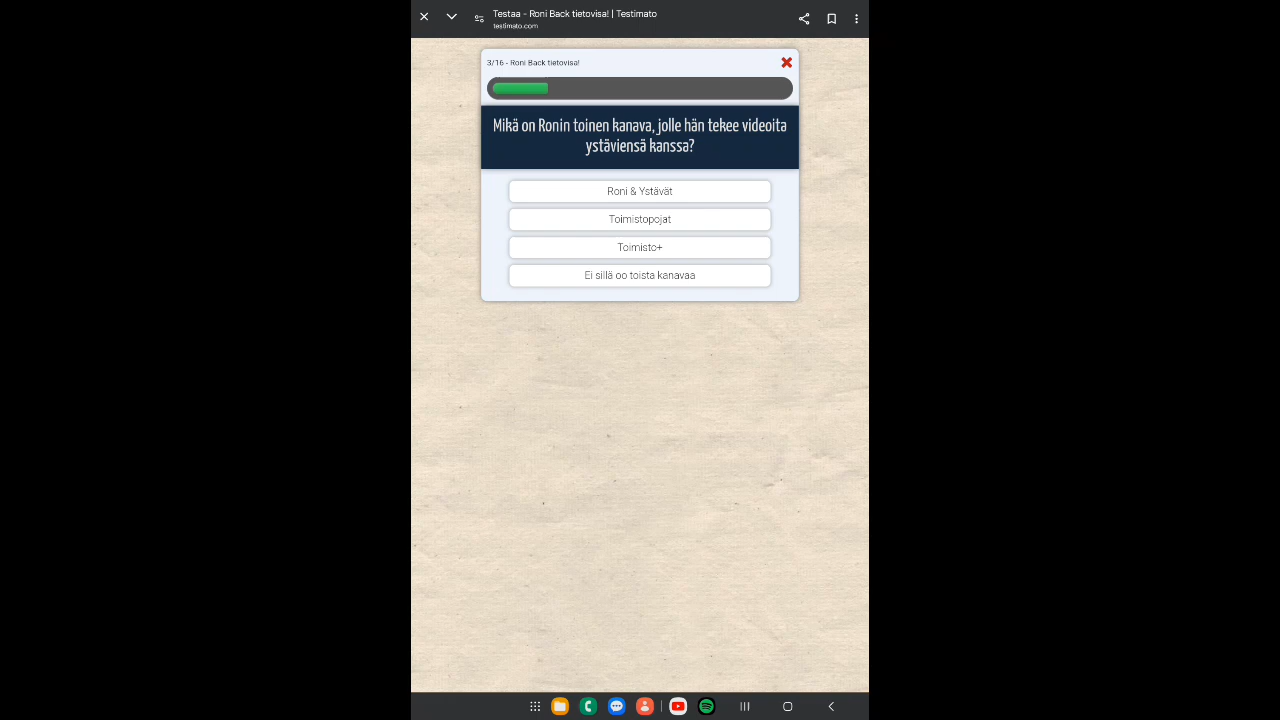 Testaa - Roni Back tietovisa! | Testimato
testimato.com
3/16 - Roni Back tietovisa!
Mikä on Ronin toinen kanava, jolle hän tekee videoita
ystäviensä kanssa?
Roni & Ystävät
Toimistopojat
Toimisto+
Ei sillä oo toista kanavaa